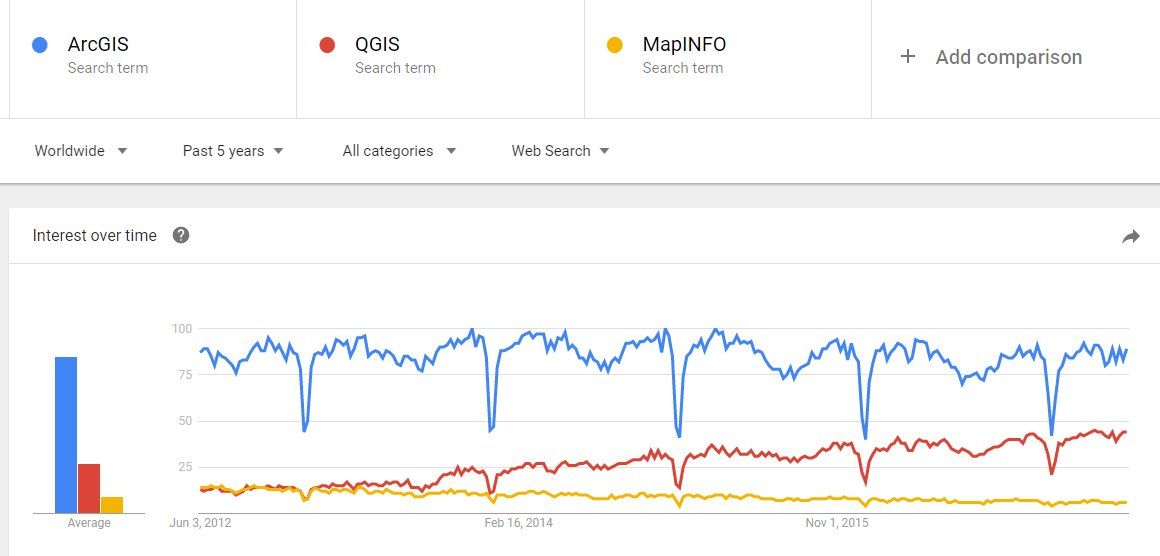 ArcGIS QGIS MapINFO
Search term Search term Search term
+ Add comparison
Worldwide Past 5 years All categories Web Search
Interest over time ?
100
75
50
25
Average Jun 3, 2012 Feb 16, 2014 Nov 1, 2015